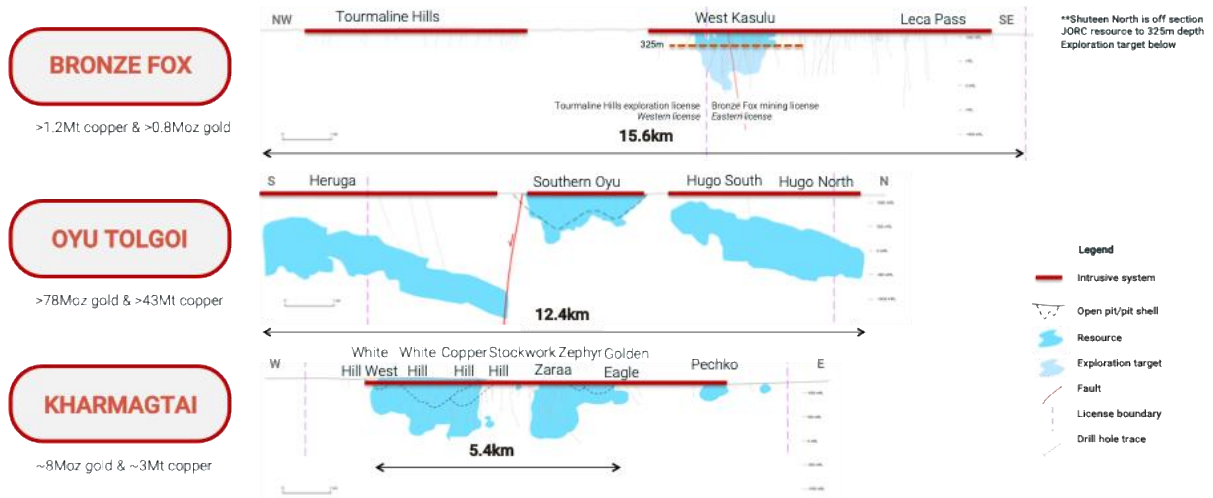 NW Tourmaline Hills West Kasulu Leca Pass SE
**Shuteen North is off section
JORC resource to 325m depth
Exploration target below
BRONZE FOX
>1.2Mt copper & >0.8Moz gold
325m
Tourmaline Hills exploration license
Western license
Bronze Fox mining license
Eastern license
15.6km
S Heruga Southern Oyu Hugo South Hugo North N
OYU TOLGOI
>78Moz gold & >43Mt copper
12.4km
W White Hill West White Hill Copper Hill Stockwork Hill Zephyr Zaraa Golden Eagle Pechko E
KHARMAGTAI
~8Moz gold & ~3Mt copper
5.4km
Legend
Intrusive system
Open pit/pit shell
Resource
Exploration target
Fault
License boundary
Drill hole trace